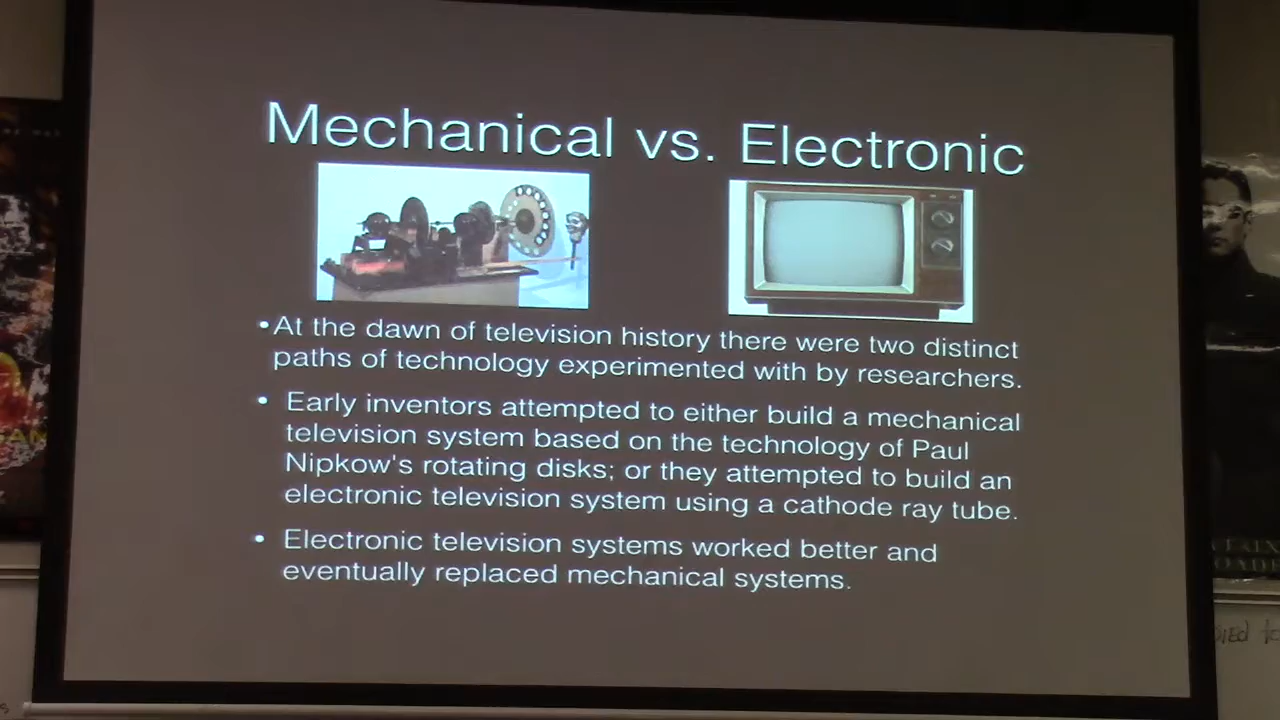 Mechanical vs. Electronic
•At the dawn of television history there were two distinct
paths of technology experimented with by researchers.
• Early inventors attempted to either build a mechanical
television system based on the technology of Paul
Nipkow's rotating disks; or they attempted to build an
electronic television system using a cathode ray tube.
• Electronic television systems worked better and
eventually replaced mechanical systems.